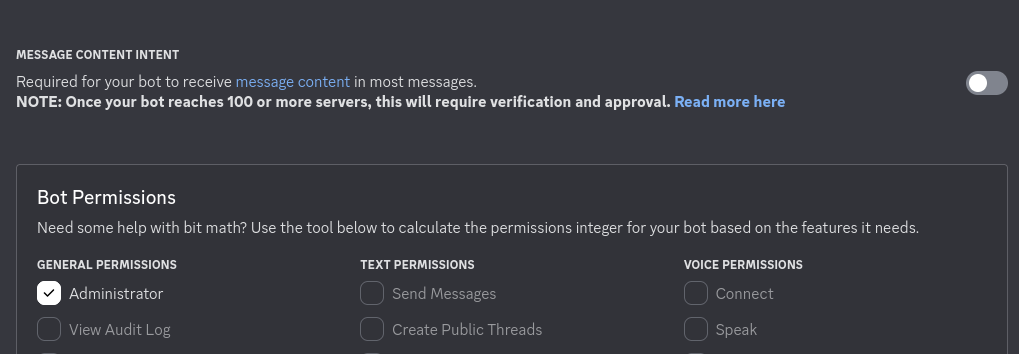 MESSAGE CONTENT INTENT
Required for your bot to receive message content in most messages.
NOTE: Once your bot reaches 100 or more servers, this will require verification and approval. Read more here
Bot Permissions
Need some help with bit math? Use the tool below to calculate the permissions integer for your bot based on the features it needs.
GENERAL PERMISSIONS
TEXT PERMISSIONS
VOICE PERMISSIONS
Administrator
Send Messages
Connect
View Audit Log
Create Public Threads
Speak